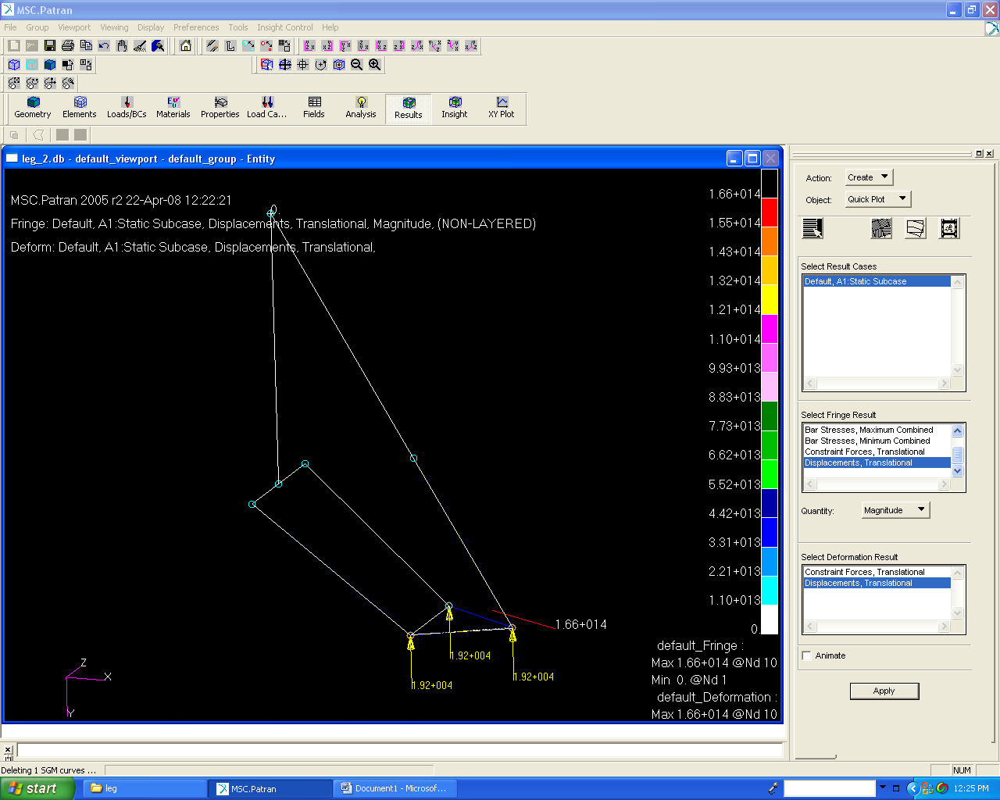 MSC.Patran
File Group Viewport Viewing Display Preferences Tools Insight Control Help
Geometry Elements Loads/BCs Materials Properties Load Ca... Fields Analysis Results Insight XY Plot
leg_2.db - default_viewport - default_group - Entity
MSC.Patran 2005 r2 22-Apr-08 12:22:21
Fringe: Default, A1:Static Subcase, Displacements, Translational, Magnitude, (NON-LAYERED)
Deform: Default, A1:Static Subcase, Displacements, Translational,
1.66+014
1.55+014
1.43+014
1.32+014
1.21+014
1.10+014
9.93+013
8.83+013
7.73+013
6.62+013
5.52+013
4.42+013
3.31+013
2.21+013
1.10+013
0.
1.66+014
1.92+004
1.92+004
1.92+004
default_Fringe :
Max 1.66+014 @Nd 10
Min 0. @Nd 1
default_Deformation :
Max 1.66+014 @Nd 10
Z
X
Y
Action: Create
Object: Quick Plot
Select Result Cases
Default, A1:Static Subcase
Select Fringe Result
Bar Stresses, Maximum Combined
Bar Stresses, Minimum Combined
Constraint Forces, Translational
Displacements, Translational
Quantity: Magnitude
Select Deformation Result
Constraint Forces, Translational
Displacements, Translational
Animate
Apply
Deleting 1 SGM curves ...
NUM
start leg MSC.Patran Document1 - Microsof... 12:25 PM